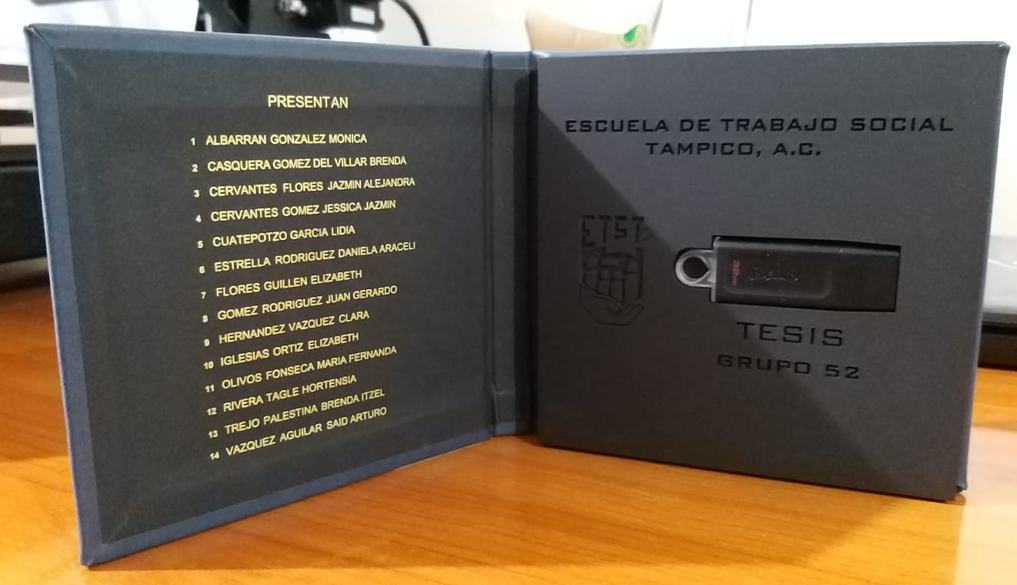 PRESENTAN
1 ALBARRAN GONZALEZ MONICA
2 CASQUERA GOMEZ DEL VILLAR BRENDA
3 CERVANTES FLORES JAZMIN ALEJANDRA
4 CERVANTES GOMEZ JESSICA JAZMIN
5 CUATEPOTZO GARCIA LIDIA
6 ESTRELLA RODRIGUEZ DANIELA ARACELI
7 FLORES GUILLEN ELIZABETH
8 GOMEZ RODRIGUEZ JUAN GERARDO
9 HERNANDEZ VAZQUEZ CLARA
10 IGLESIAS ORTIZ ELIZABETH
11 OLIVOS FONSECA MARIA FERNANDA
12 RIVERA TAGLE HORTENSIA
13 TREJO PALESTINA BRENDA ITZEL
14 VAZQUEZ AGUILAR SAID ARTURO
ESCUELA DE TRABAJO SOCIAL
TAMPICO, A.C.
ETST
TESIS
GRUPO 52